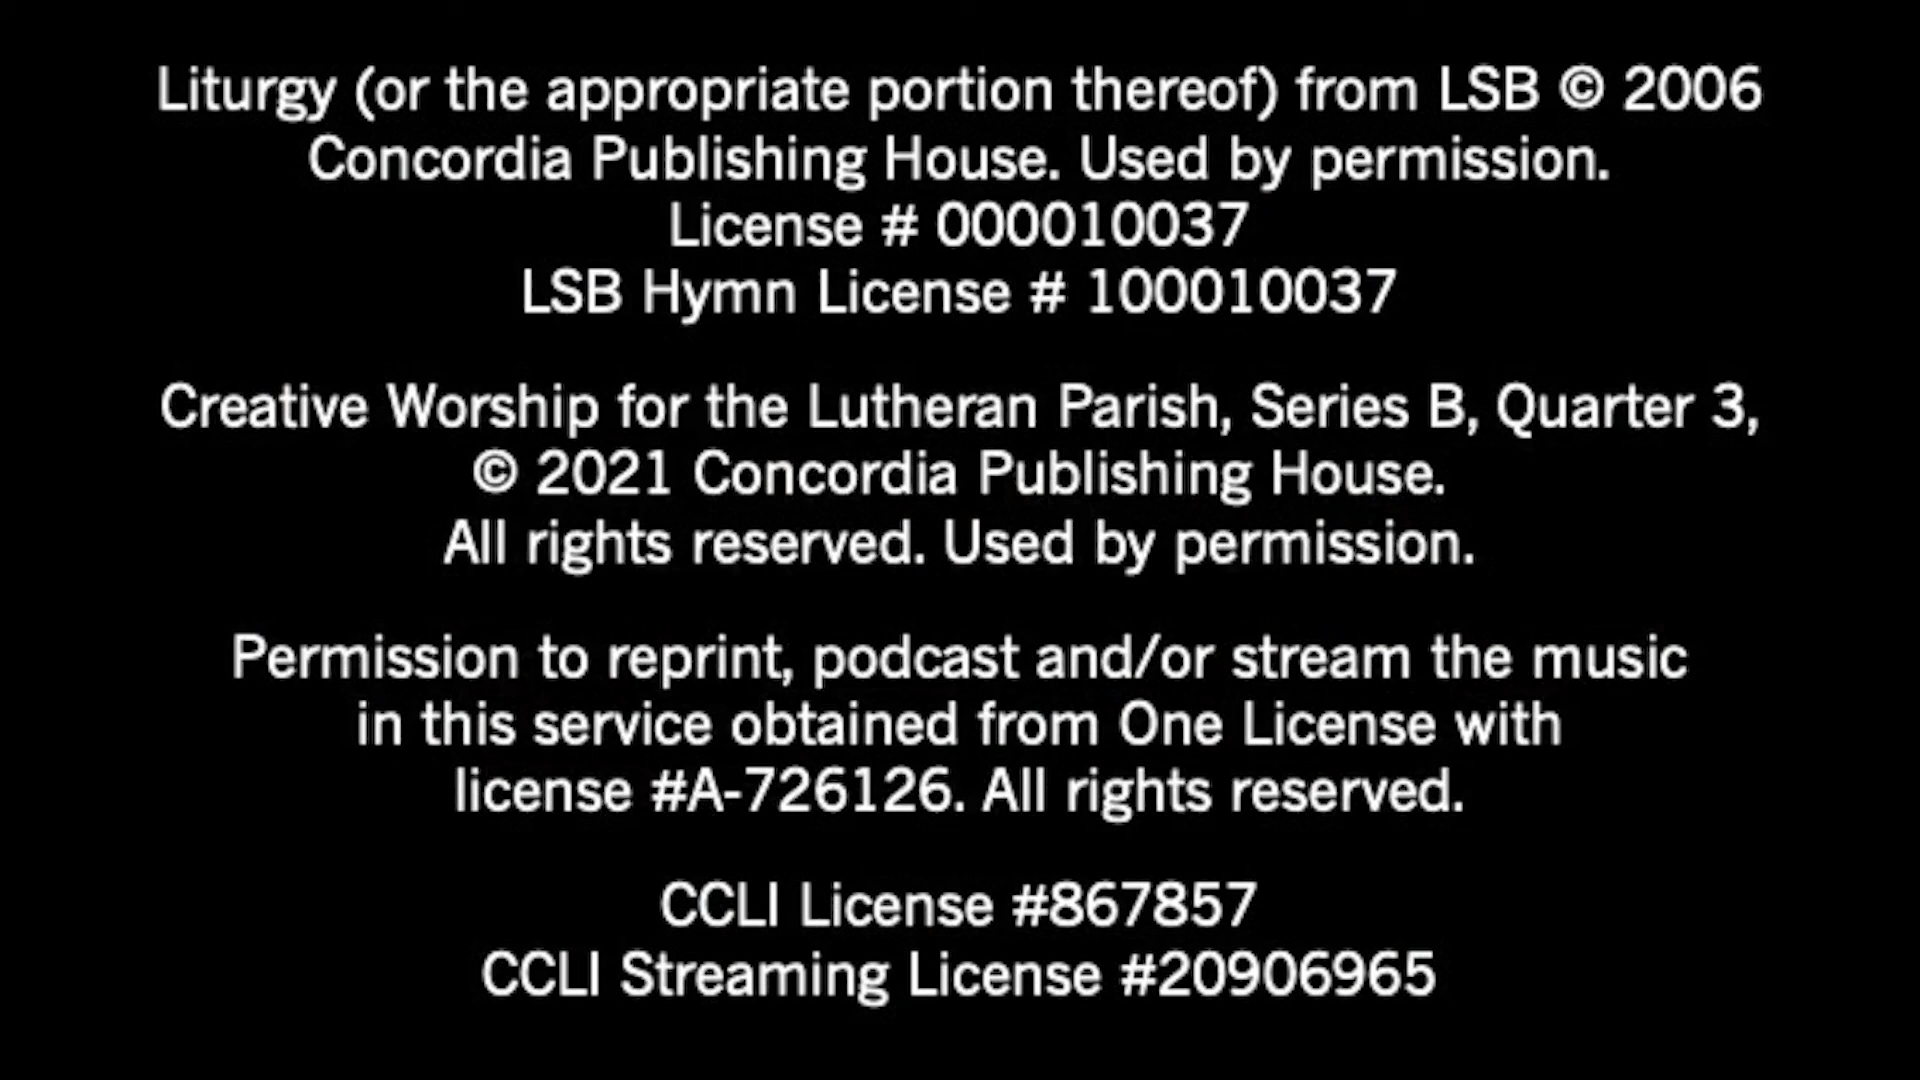 Liturgy (or the appropriate portion thereof) from LSB © 2006
Concordia Publishing House. Used by permission.
License # 000010037
LSB Hymn License # 100010037
Creative Worship for the Lutheran Parish, Series B, Quarter 3,
© 2021 Concordia Publishing House.
All rights reserved. Used by permission.
Permission to reprint, podcast and/or stream the music
in this service obtained from One License with
license #A-726126. All rights reserved.
CCLI License #867857
CCLI Streaming License #20906965